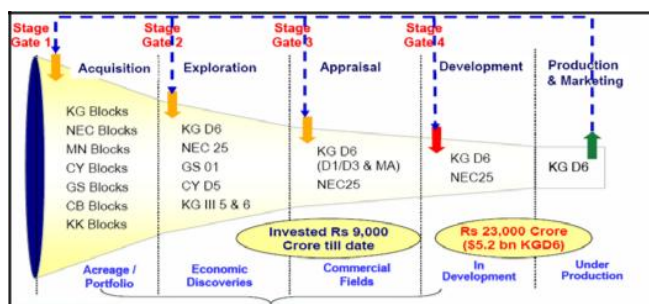 Stage
Gate 1
Stage
Gate 2
Stage
Gate 3
Stage
Gate 4
Acquisition
Exploration
Appraisal
Development
Production
& Marketing
KG Blocks
NEC Blocks
MN Blocks
CY Blocks
GS Blocks
CB Blocks
KK Blocks
KG D6
NEC 25
GS 01
CY D5
KG III 5 & 6
KG D6
(D1/D3 & MA)
NEC25
KG D6
NEC25
KG D6
Invested Rs 9,000
Crore till date
Rs 23,000 Crore
($5.2 bn KGD6)
Acreage /
Portfolio
Economic
Discoveries
Commercial
Fields
In
Development
Under
Production